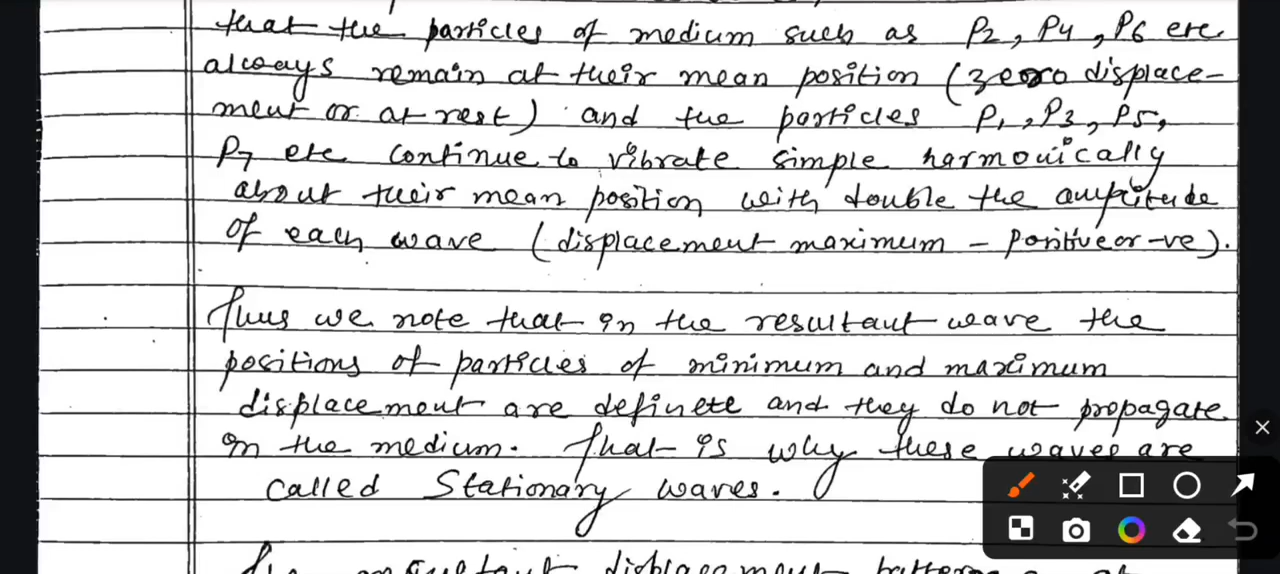 that the particles of medium such as P2, P4, P6 etc
always remain at their mean position (zero displace-
ment or at rest) and the particles P1, P3, P5,
P7 etc continue to vibrate simple harmonically
about their mean position with double the amplitude
of each wave (displacement maximum - positive or -ve).
Thus we note that in the resultant wave the
positions of particles of minimum and maximum
displacement are definete and they do not propagate
in the medium. That is why these waves are
called Stationary waves.
displacement